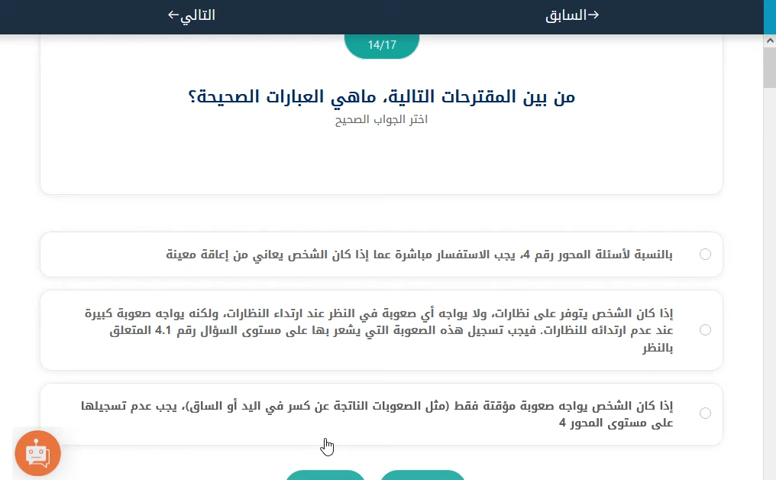 →السابق
التالي←
14/17
من بين المقترحات التالية، ماهي العبارات الصحيحة؟
اختر الجواب الصحيح
بالنسبة لأسئلة المحور رقم 4، يجب الاستفسار مباشرة عما إذا كان الشخص يعاني من إعاقة معينة
إذا كان الشخص يتوفر على نظارات، ولا يواجه أي صعوبة في النظر عند ارتداء النظارات، ولكنه يواجه صعوبة كبيرة
عند عدم ارتدائه للنظارات. فيجب تسجيل هذه الصعوبة التي يشعر بها على مستوى السؤال رقم 4.1 المتعلق
بالنظر
إذا كان الشخص يواجه صعوبة مؤقتة فقط (مثل الصعوبات الناتجة عن كسر في اليد أو الساق)، يجب عدم تسجيلها
على مستوى المحور 4